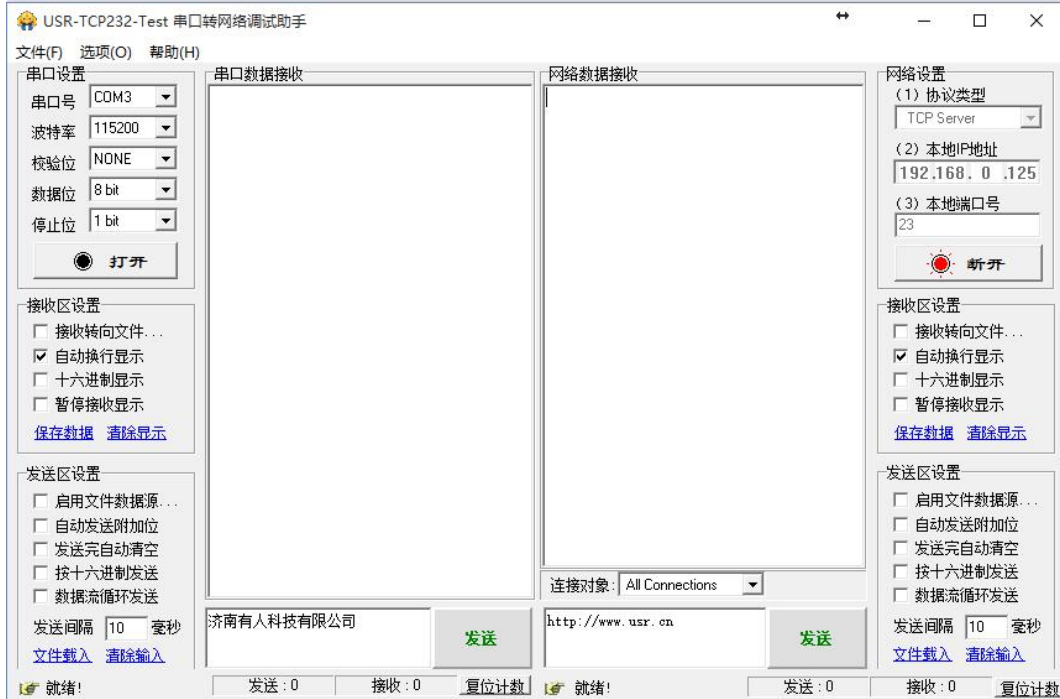 USR-TCP232-Test 串口转网络调试助手
文件(F) 选项(O) 帮助(H)
串口设置
串口号 COM3
波特率 115200
校验位 NONE
数据位 8 bit
停止位 1 bit
打开
接收区设置
接收转向文件...
自动换行显示
十六进制显示
暂停接收显示
保存数据 清除显示
发送区设置
启用文件数据源...
自动发送附加位
发送完自动清空
按十六进制发送
数据流循环发送
发送间隔 10 毫秒
文件载入 清除输入
就绪!
串口数据接收
济南有人科技有限公司
发送
发送 : 0 接收 : 0 复位计数
网络数据接收
连接对象: All Connections
http://www.usr.cn
发送
就绪!
发送 : 0 接收 : 0 复位计数
网络设置
(1) 协议类型
TCP Server
(2) 本地IP地址
192.168. 0 .125
(3) 本地端口号
23
断开
接收区设置
接收转向文件...
自动换行显示
十六进制显示
暂停接收显示
保存数据 清除显示
发送区设置
启用文件数据源...
自动发送附加位
发送完自动清空
按十六进制发送
数据流循环发送
发送间隔 10 毫秒
文件载入 清除输入